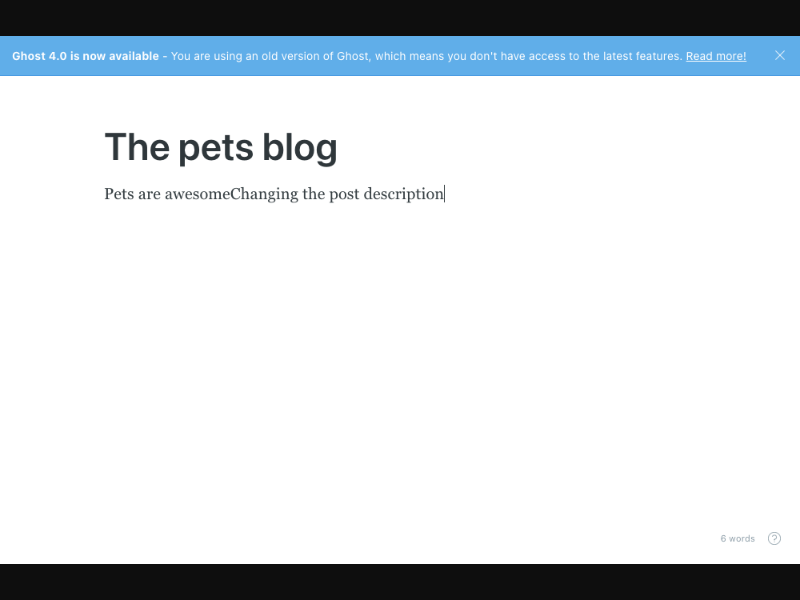 Ghost 4.0 is now available - You are using an old version of Ghost, which means you don't have access to the latest features. Read more!
The pets blog
Pets are awesomeChanging the post description
6 words
?